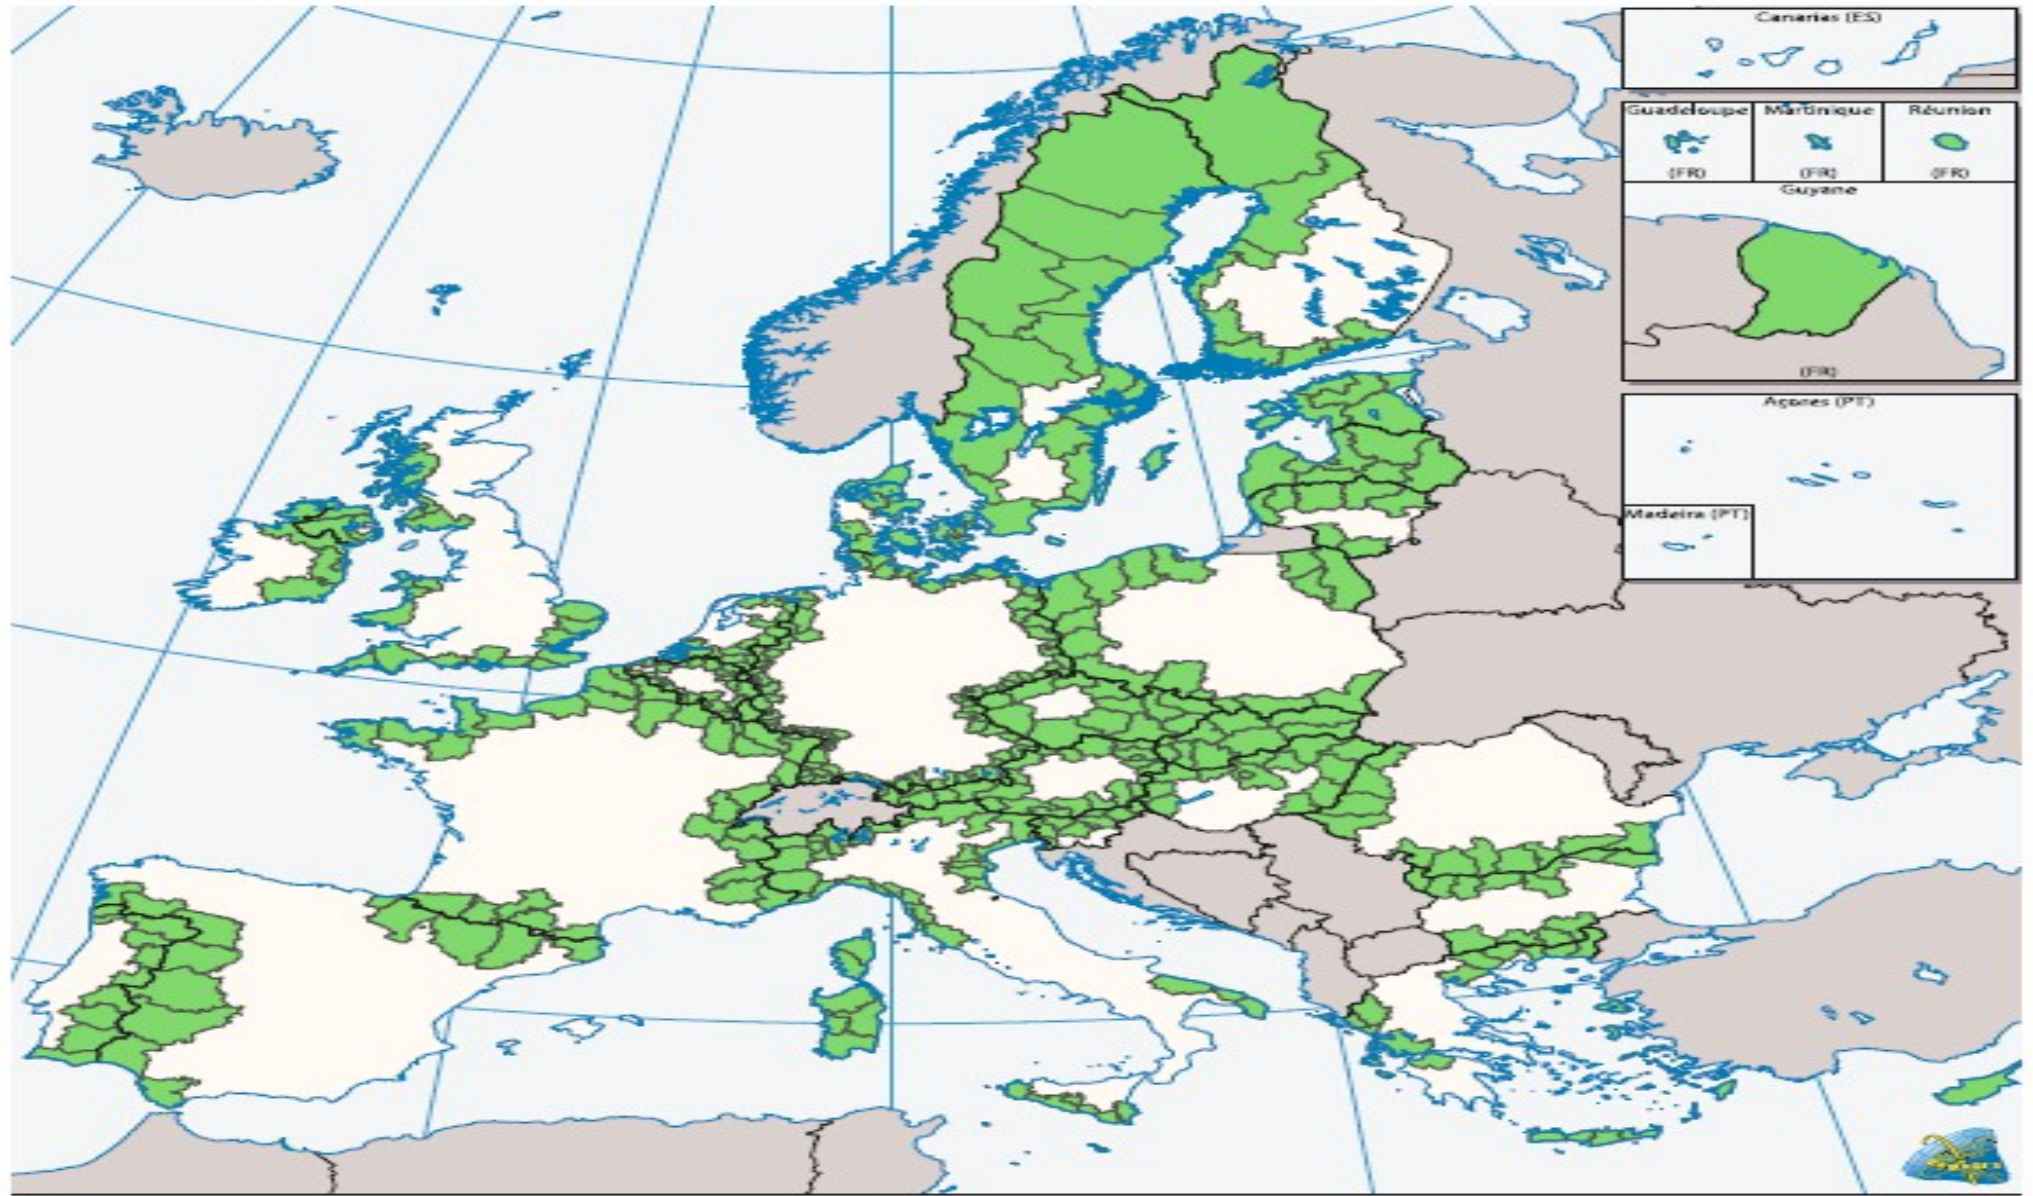 Canarias (ES)
Guadeloupe Martinique Réunion
(FR) (FR) (FR)
Guyane
(FR)
Açores (PT)
Madeira (PT)